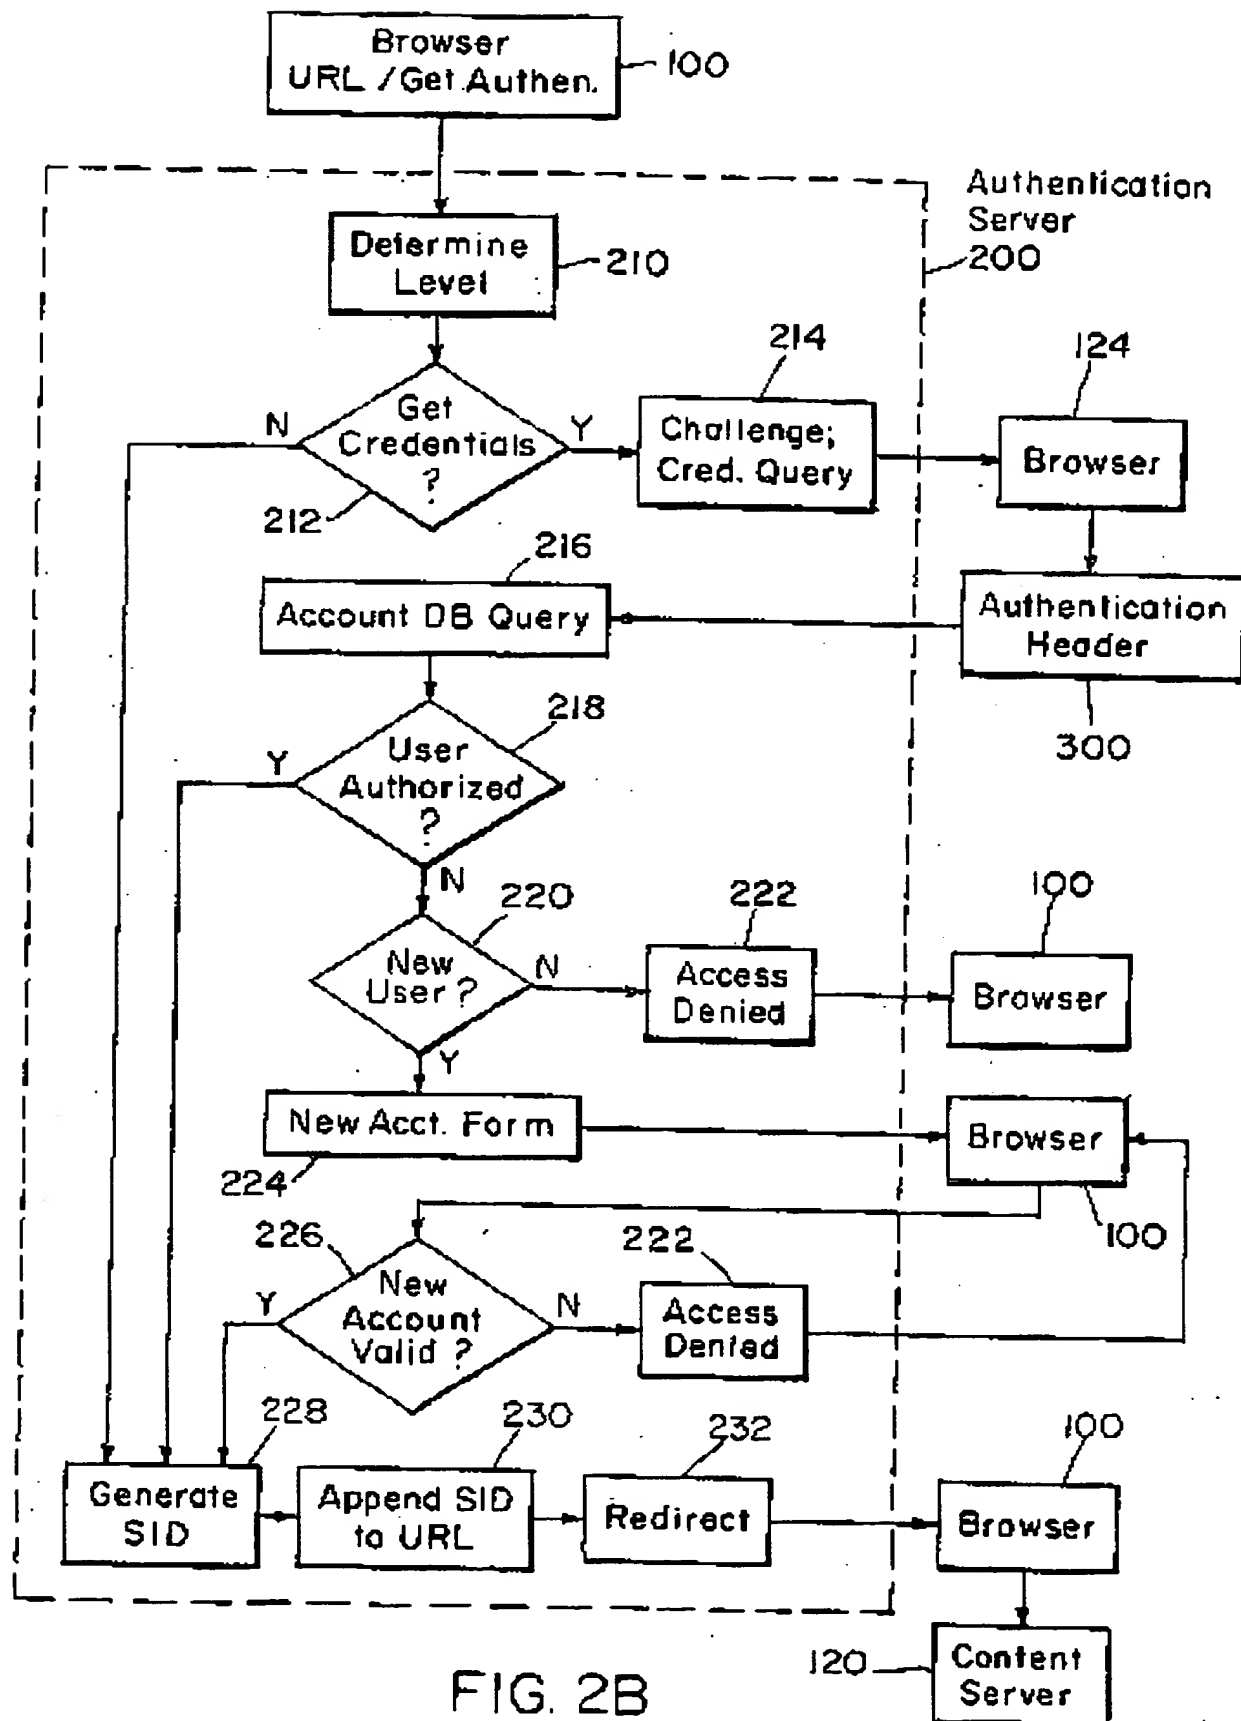 Browser
URL /Get Authen.
100
Authentication
Server
200
Determine
Level
210
214
124
N
Get
Credentials
?
Y
Challenge;
Cred. Query
Browser
212
216
Account DB Query
Authentication
Header
300
218
Y
User
Authorized
?
N
220
222
100
New
User ?
N
Access
Denied
Browser
Y
New Acct. Form
Browser
224
100
226
222
Y
New
Account
Valid ?
N
Access
Denied
228
230
232
100
Generate
SID
Append SID
to URL
Redirect
Browser
120
Content
Server
FIG. 2B